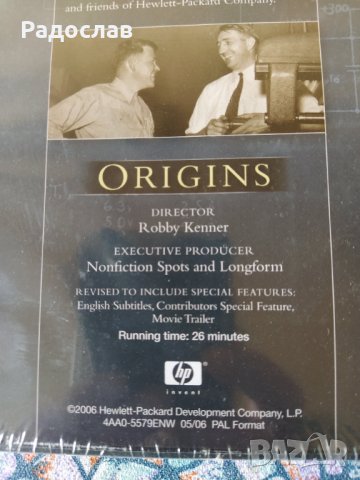 Радослав
and friends of Hewlett-Packard Company.
ORIGINS
DIRECTOR
Robby Kenner
EXECUTIVE PRODUCER
Nonfiction Spots and Longform
REVISED TO INCLUDE SPECIAL FEATURES:
English Subtitles, Contributors Special Feature,
Movie Trailer
Running time: 26 minutes
hp
invent
©2006 Hewlett-Packard Development Company, L.P.
4AA0-5579ENW 05/06 PAL Format
BAZAR